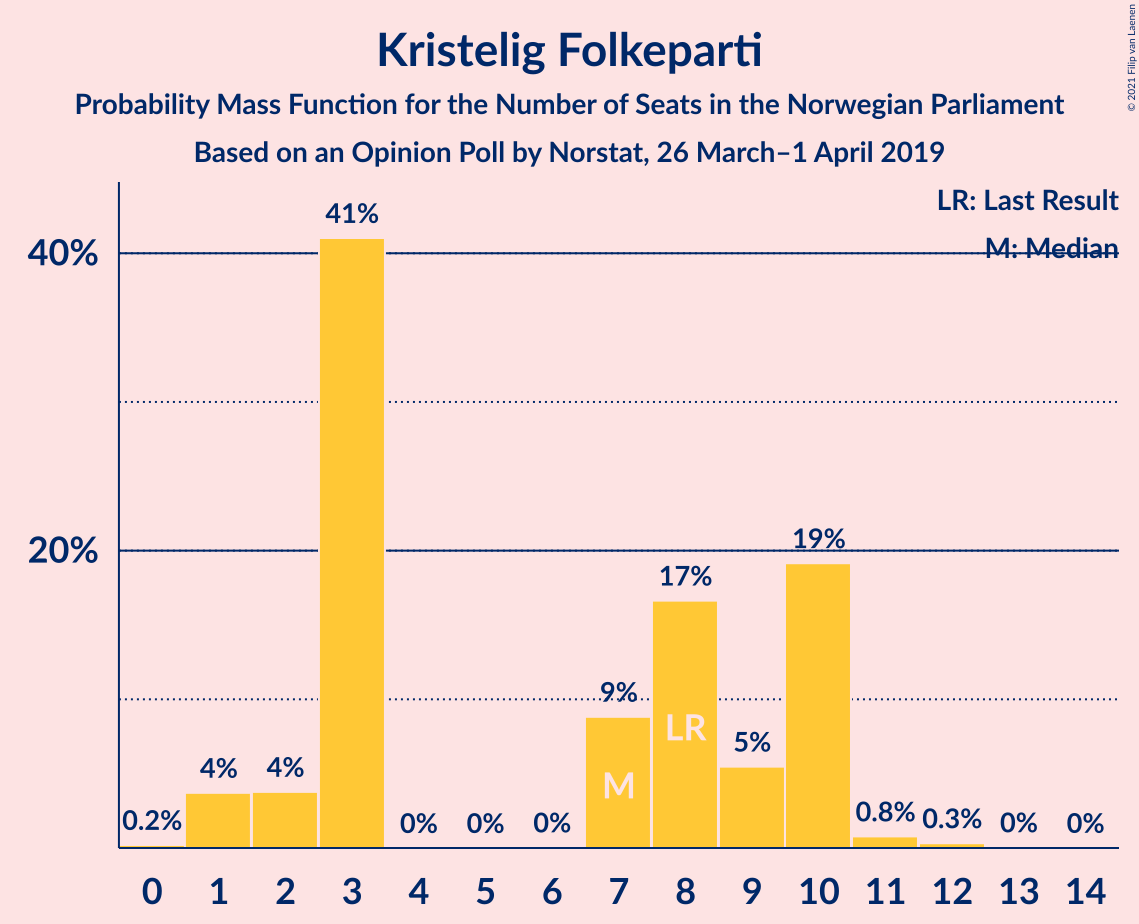 © 2021 Filip van Laenen
Kristelig Folkeparti
Probability Mass Function for the Number of Seats in the Norwegian Parliament
Based on an Opinion Poll by Norstat, 26 March–1 April 2019
LR: Last Result
M: Median
40%
20%
0.2%
4%
4%
41%
0%
0%
0%
9%
17%
5%
19%
0.8%
0.3%
0%
0%
M
LR
0 1 2 3 4 5 6 7 8 9 10 11 12 13 14